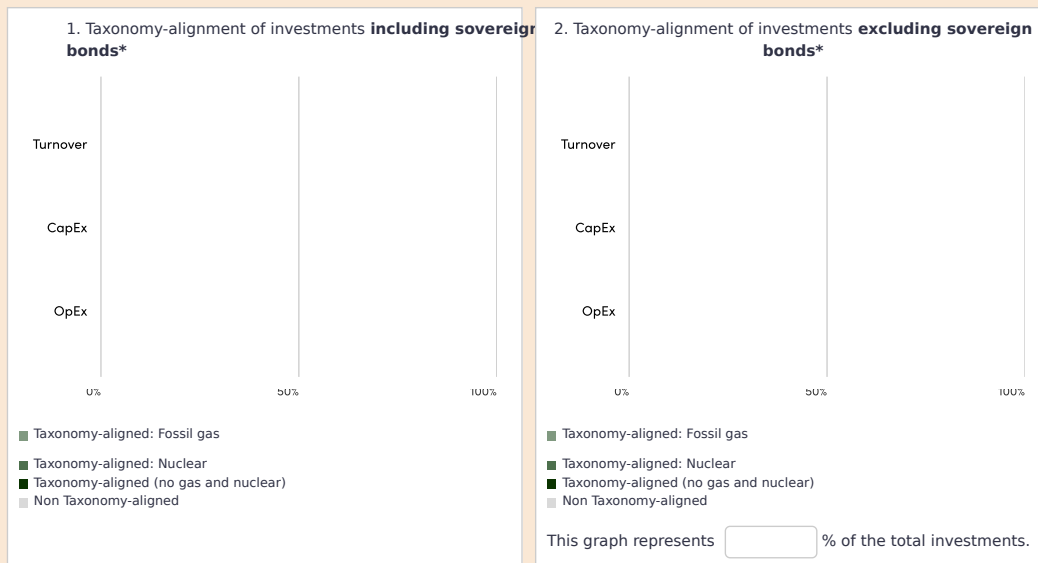 1. Taxonomy-alignment of investments including sovereign
bonds*
Turnover
CapEx
OpEx
0% 50% 100%
Taxonomy-aligned: Fossil gas
Taxonomy-aligned: Nuclear
Taxonomy-aligned (no gas and nuclear)
Non Taxonomy-aligned
2. Taxonomy-alignment of investments excluding sovereign
bonds*
Turnover
CapEx
OpEx
0% 50% 100%
Taxonomy-aligned: Fossil gas
Taxonomy-aligned: Nuclear
Taxonomy-aligned (no gas and nuclear)
Non Taxonomy-aligned
This graph represents % of the total investments.